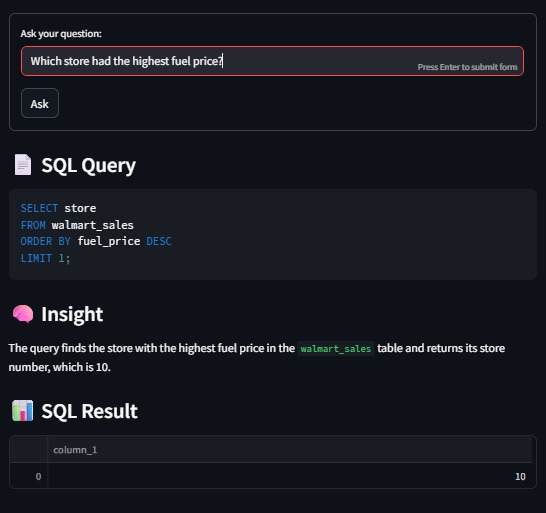 Ask your question:
Which store had the highest fuel price?
Press Enter to submit form
Ask
SQL Query
SELECT store
FROM walmart_sales
ORDER BY fuel_price DESC
LIMIT 1;
Insight
The query finds the store with the highest fuel price in the walmart_sales table and returns its store
number, which is 10.
SQL Result
column_1
0 10